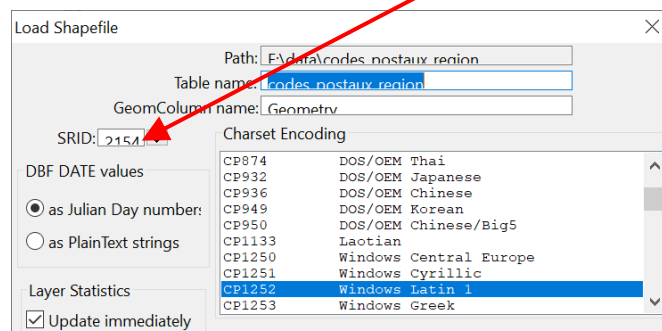 Load Shapefile
Path: E:\data\codes_postaux_region
Table name: codes_postaux_region
GeomColumn name: Geometry
SRID: 2154
Charset Encoding
CP874 DOS/OEM Thai
CP932 DOS/OEM Japanese
CP936 DOS/OEM Chinese
CP949 DOS/OEM Korean
CP950 DOS/OEM Chinese/Big5
CP1133 Laotian
CP1250 Windows Central Europe
CP1251 Windows Cyrillic
CP1252 Windows Latin 1
CP1253 Windows Greek
DBF DATE values
as Julian Day numbers
as PlainText strings
Layer Statistics
Update immediately